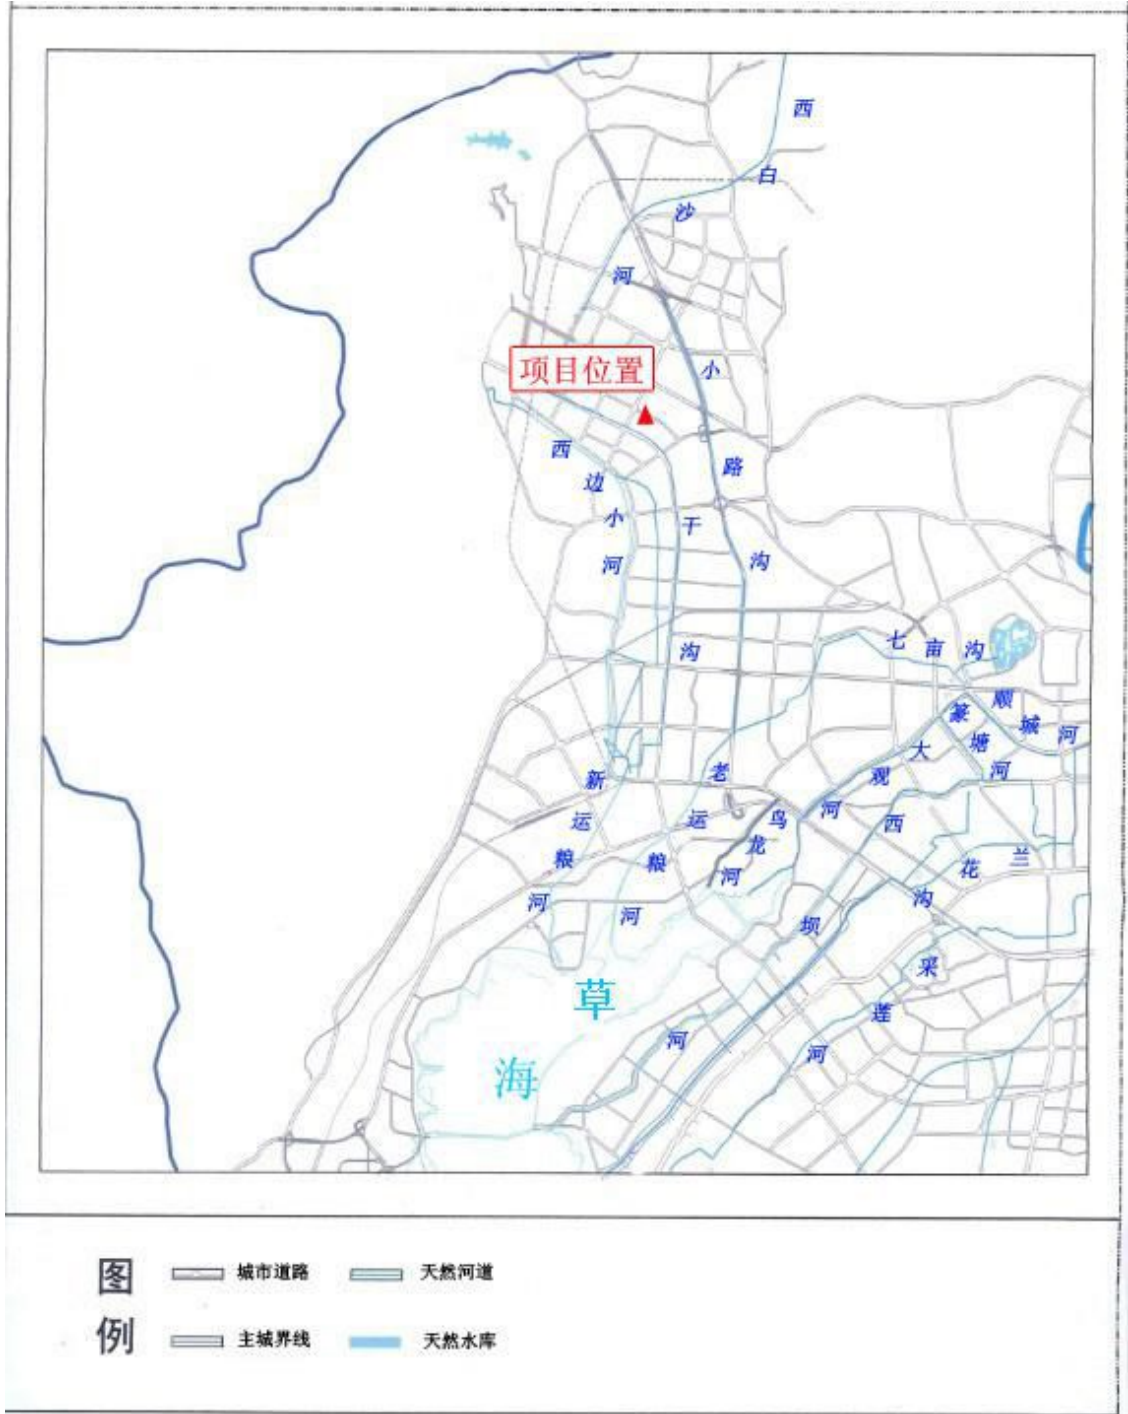 西白沙河
项目位置
小路沟
西边小河
干沟
七亩沟
顺城河
篆塘河
大观河
新运粮河
老运粮河
乌龙河
西坝河
兰花沟
采莲河
草海
图例
城市道路
天然河道
主城界线
天然水库